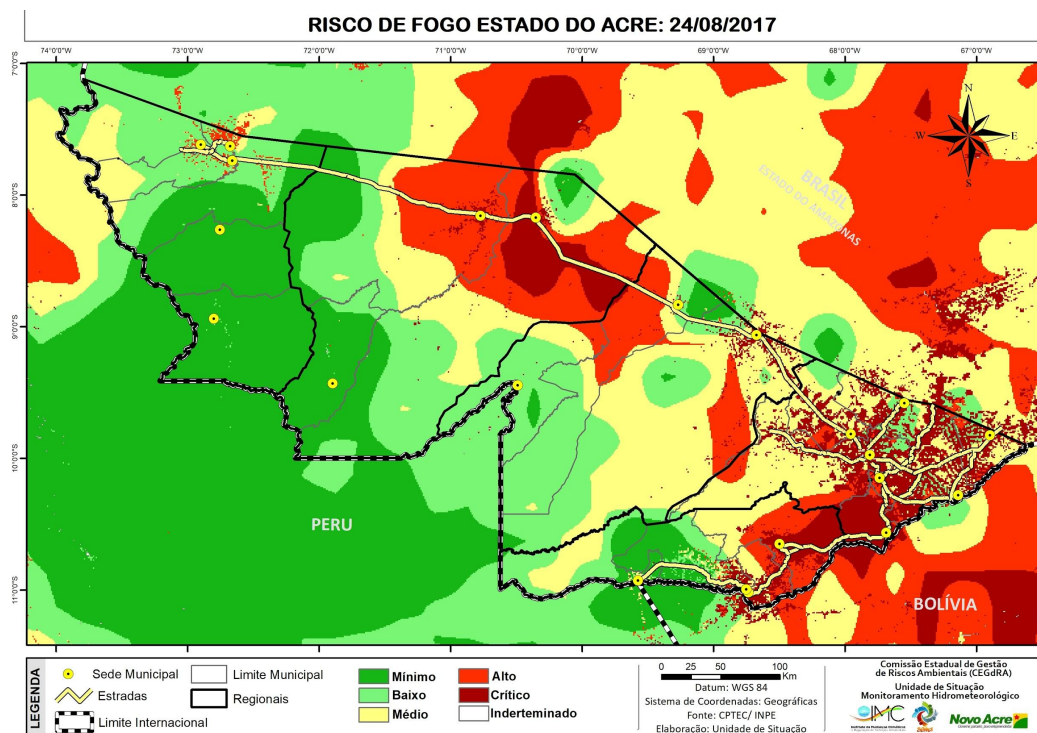 RISCO DE FOGO ESTADO DO ACRE: 24/08/2017
74°0'0"W 73°0'0"W 72°0'0"W 71°0'0"W 70°0'0"W 69°0'0"W 68°0'0"W 67°0'0"W
7°0'0"S
8°0'0"S
9°0'0"S
10°0'0"S
11°0'0"S
N
W E
S
BRASIL
ESTADO DO AMAZONAS
PERU
BOLÍVIA
LEGENDA
Sede Municipal
Estradas
Limite Internacional
Limite Municipal
Regionais
Mínimo
Baixo
Médio
Alto
Crítico
Inderteminado
0 25 50 100
Km
Datum: WGS 84
Sistema de Coordenadas: Geográficas
Fonte: CPTEC/ INPE
Elaboração: Unidade de Situação
Comissão Estadual de Gestão
de Riscos Ambientais (CEGdRA)
Unidade de Situação
Monitoramento Hidrometeorológico
IMC
Novo Acre